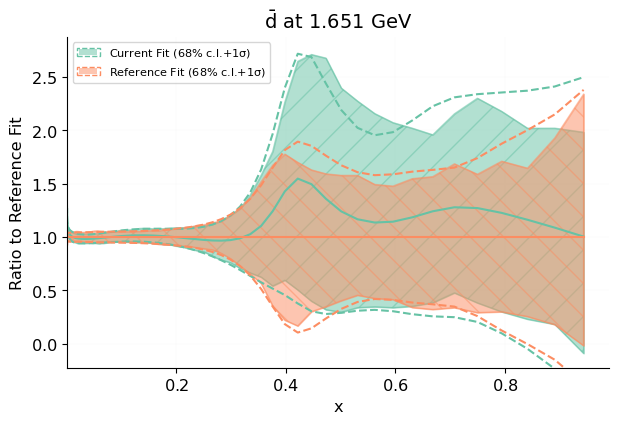 d̄ at 1.651 GeV
Current Fit (68% c.l.+1σ)
Reference Fit (68% c.l.+1σ)
Ratio to Reference Fit
2.5
2.0
1.5
1.0
0.5
0.0
0.2
0.4
0.6
0.8
x